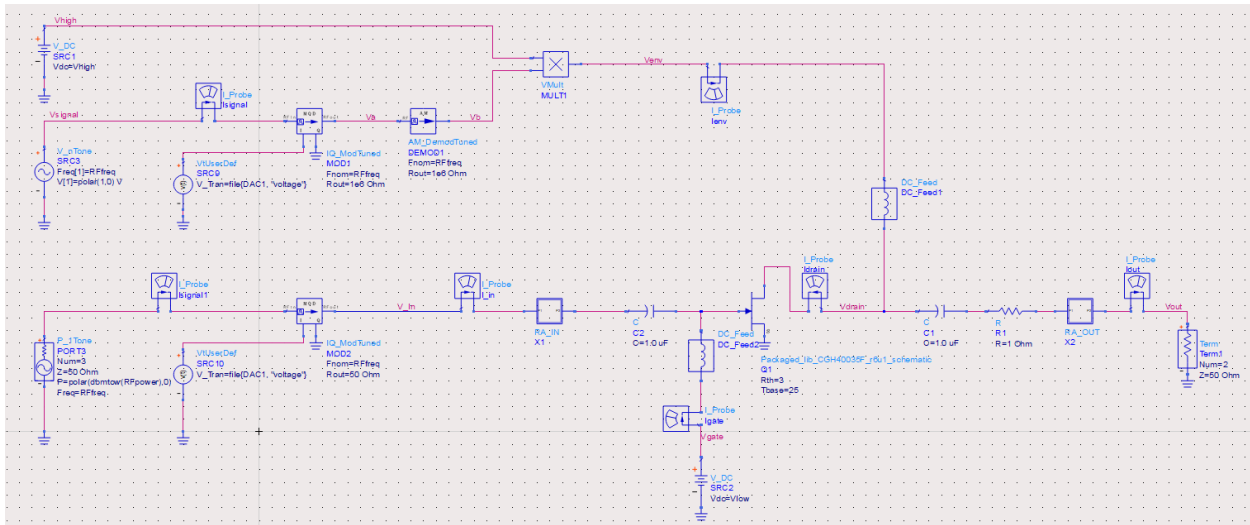 Vhigh
V_DC
SRC1
Vdc=Vhigh
Vsignal
I_Probe
Isignal
V_nTone
SRC3
Freq[1]=RFfreq
V[1]=polar(1,0) V
VtUserDef
SRC9
V_Tran=file{DAC1, "voltage"}
IQ_ModTuned
MOD1
Fnom=RFfreq
Rout=1e6 Ohm
Va
AM_DemodTuned
DEMOD1
Fnom=RFfreq
Rout=1e6 Ohm
Vb
VMult
MULT1
Venv
I_Probe
Ienv
DC_Feed
DC_Feed1
I_Probe
Isignal1
P_1Tone
PORT3
Num=3
Z=50 Ohm
P=polar(dbmtow(RFpower),0)
Freq=RFfreq
VtUserDef
SRC10
V_Tran=file{DAC1, "voltage"}
IQ_ModTuned
MOD2
Fnom=RFfreq
Rout=50 Ohm
V_In
I_Probe
I_in
RA_IN
X1
C
C2
C=1.0 uF
DC_Feed
DC_Feed2
I_Probe
Igate
Vgate
V_DC
SRC2
Vdc=Vlow
Packaged_lib_CGH40035F_r6u1_schematic
Q1
Rth=3
Tbase=25
I_Probe
Idrain
Vdrain
C
C1
C=1.0 uF
R
R1
R=1 Ohm
RA_OUT
X2
I_Probe
Iout
Vout
Term
Term1
Num=2
Z=50 Ohm